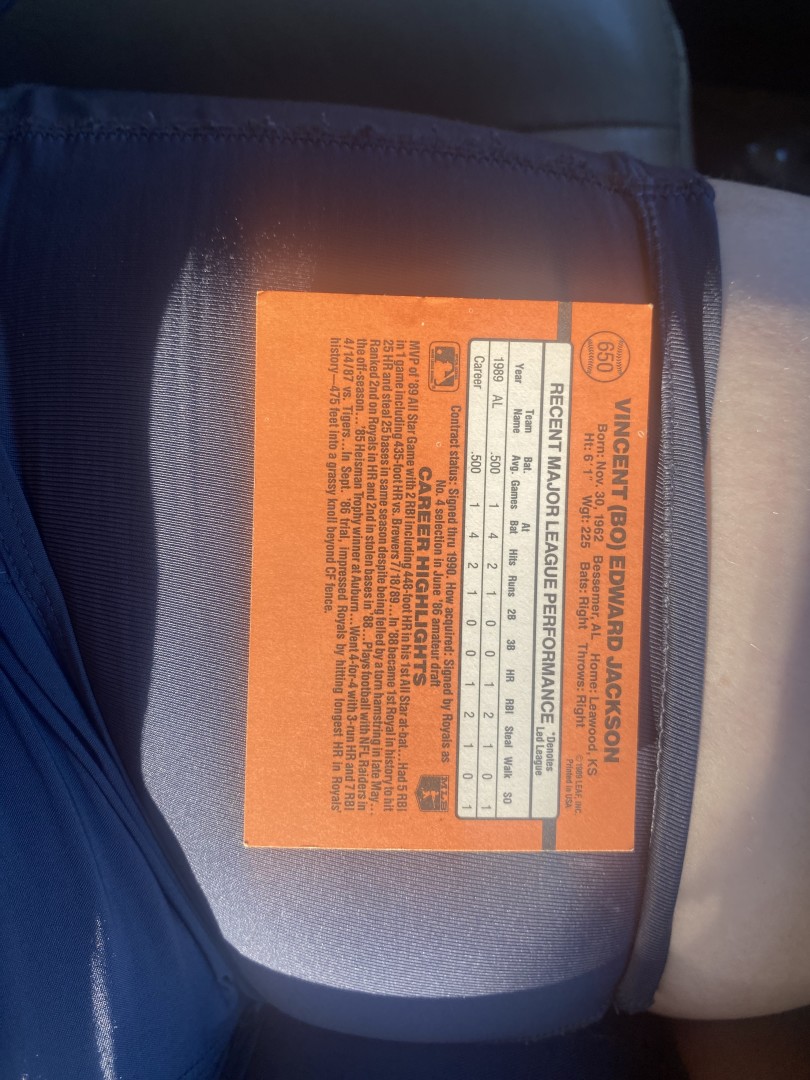 650
VINCENT (BO) EDWARD JACKSON
Born: Nov. 30, 1962 Bessemer, AL Home: Leawood, KS
Ht: 6'1" Wgt: 225 Bats: Right Throws: Right
© 1989 LEAF, INC.
Printed in USA
RECENT MAJOR LEAGUE PERFORMANCE *Denotes Led League
Year Team Name Bat. Avg. Games At Bat Hits Runs 2B 3B HR RBI Steal Walk SO
1989 AL .500 1 4 2 1 0 0 1 2 1 0 1
Career .500 1 4 2 1 0 0 1 2 1 0 1
Contract status: Signed thru 1990. How acquired: Signed by Royals as
No. 4 selection in June '86 amateur draft
CAREER HIGHLIGHTS
MLB
MVP of '89 All Star Game with 2 RBI including 448-foot HR in his 1st All Star at-bat...Had 5 RBI
in 1 game including 435-foot HR vs. Brewers 7/18/89...In '88 became 1st Royal in history to hit
25 HR and steal 25 bases in same season despite being felled by a torn hamstring in late May...
Ranked 2nd on Royals in HR and 2nd in stolen bases in '88...Plays football with NFL Raiders in
the off-season...'85 Heisman Trophy winner at Auburn...Went 4-for-4 with 3-run HR and 7 RBI
4/14/87 vs. Tigers...In Sept. '86 trial, impressed Royals by hitting longest HR in Royals'
history—475 feet into a grassy knoll beyond CF fence.